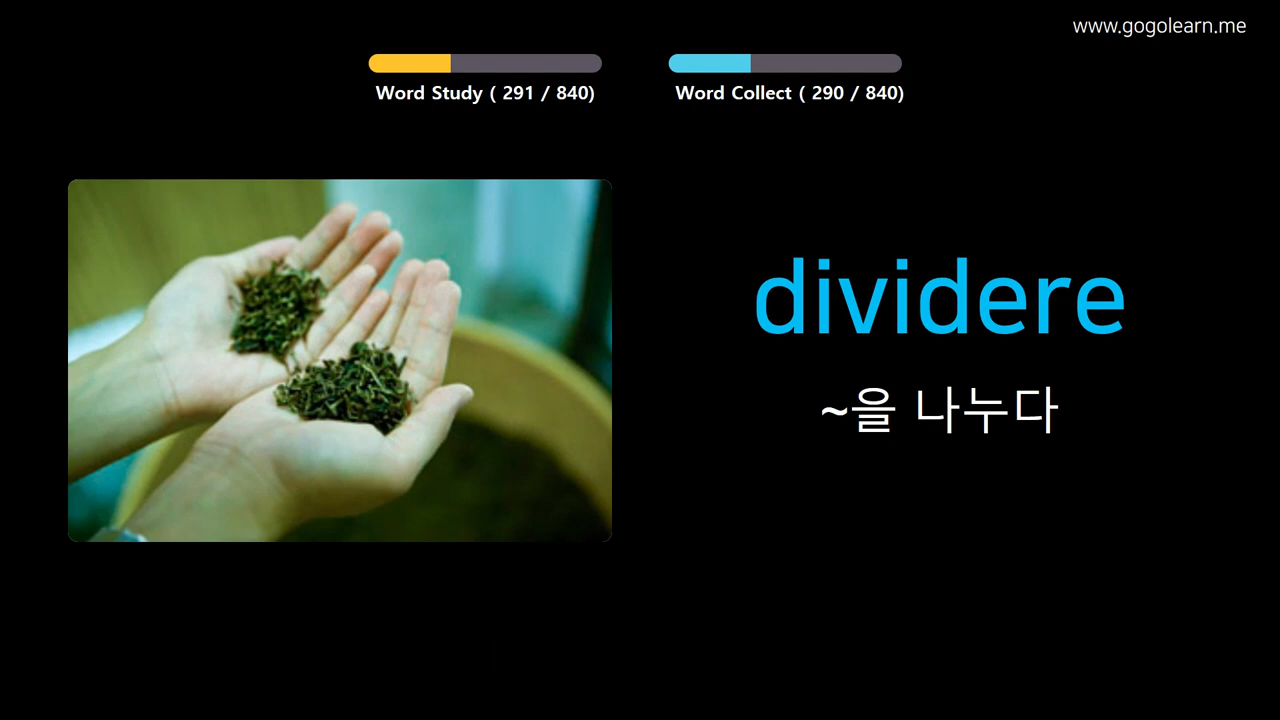 www.gogolearn.me
Word Study ( 291 / 840)
Word Collect ( 290 / 840)
dividere
~을 나누다